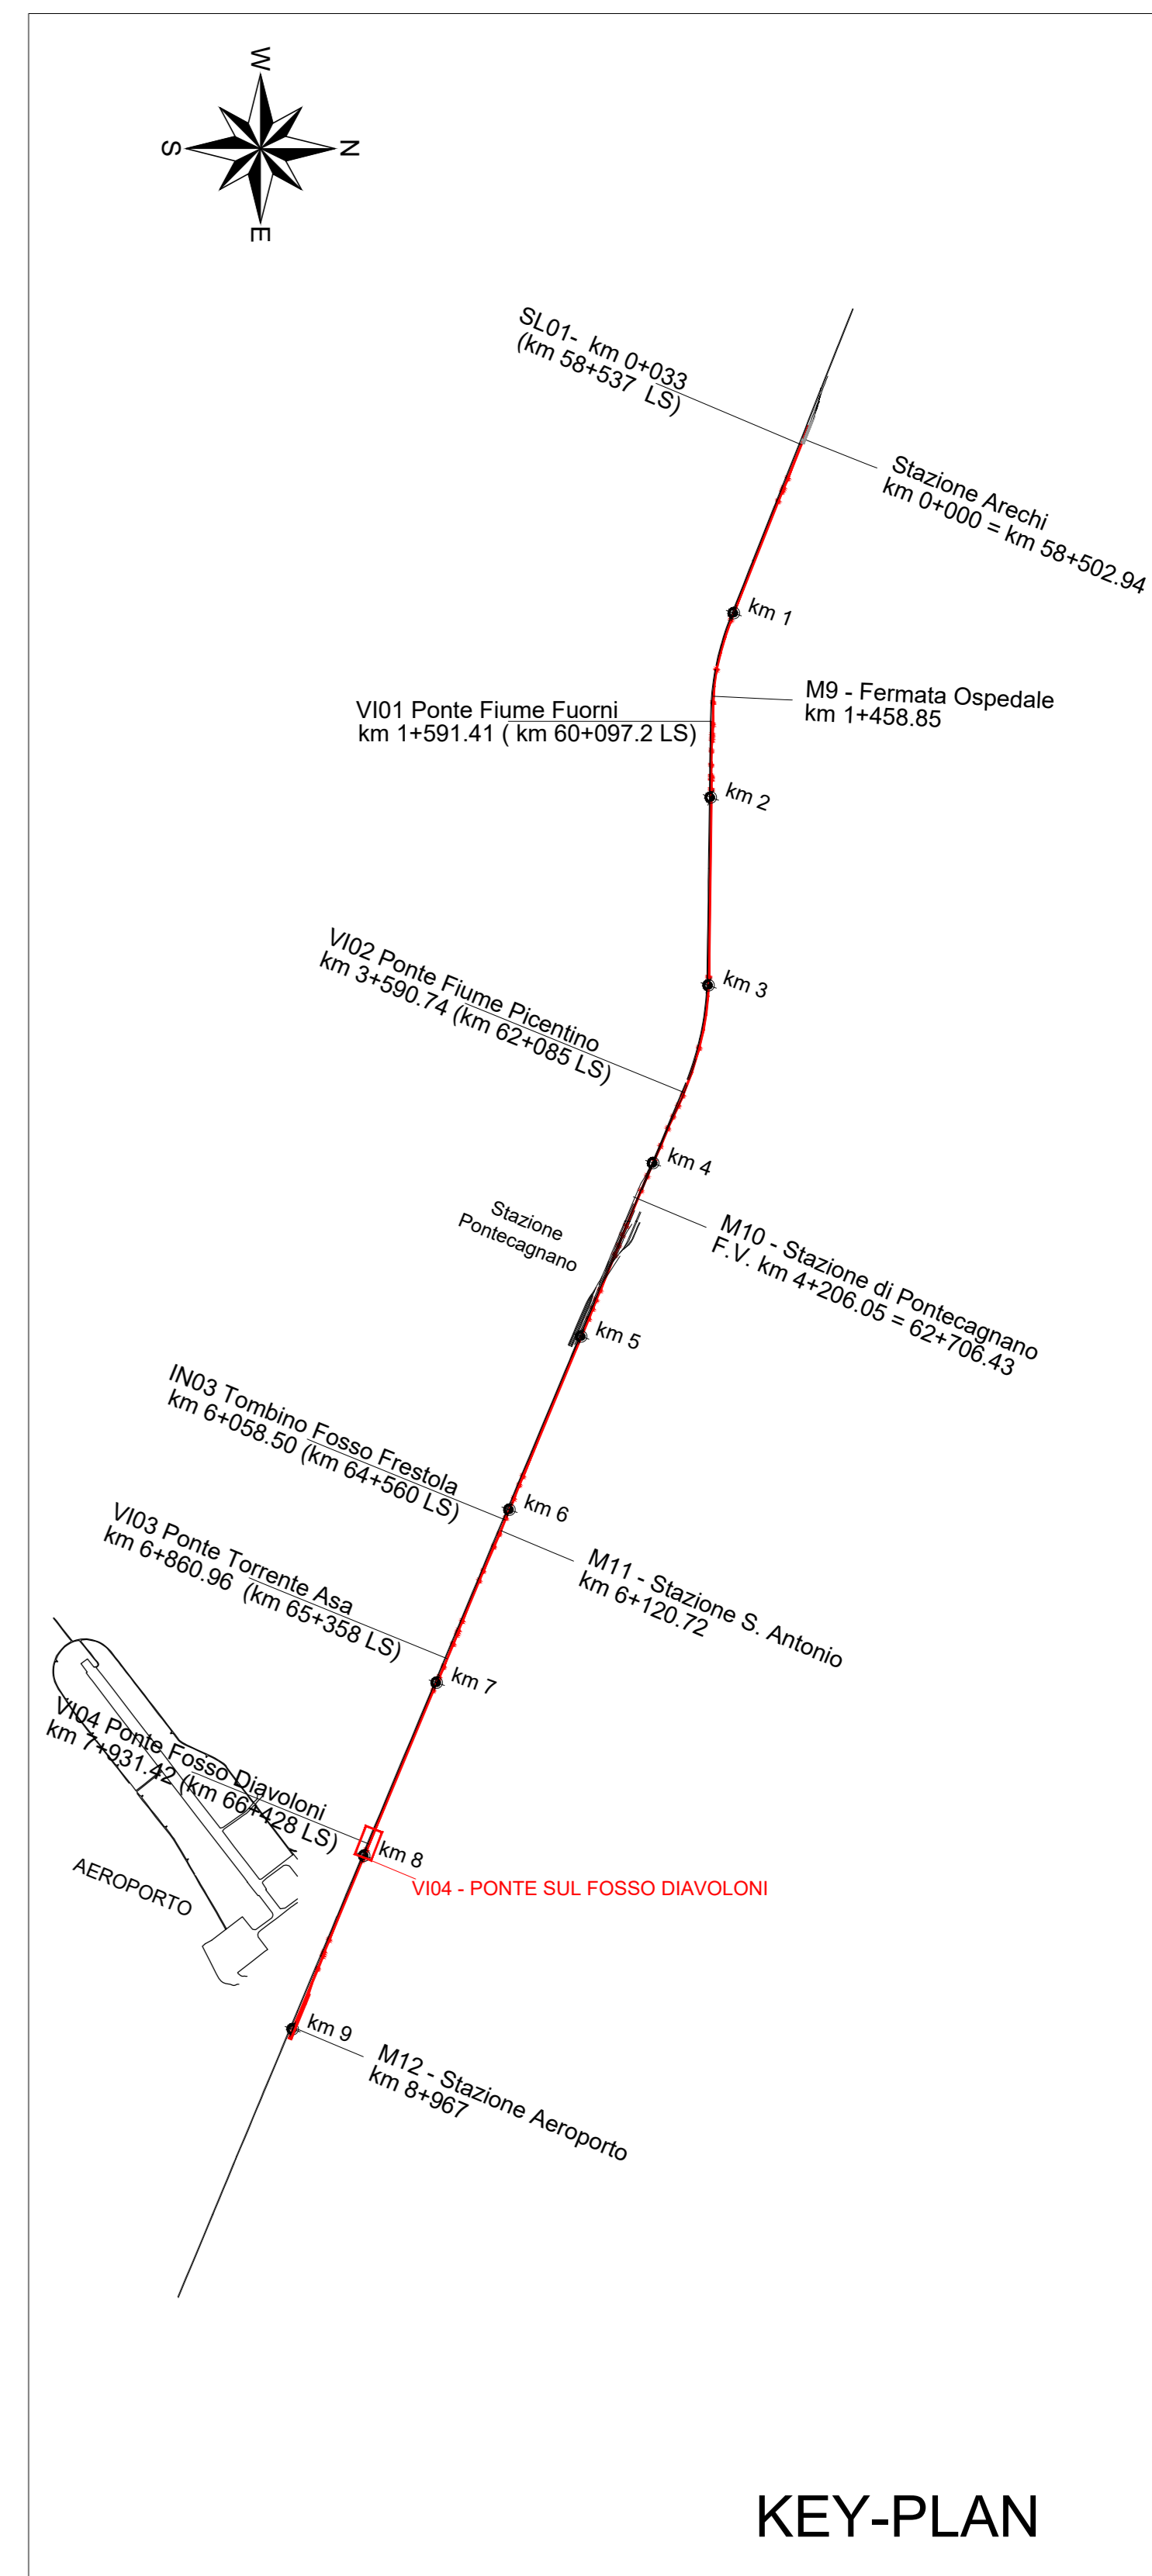 W
S
N
E
SL01- km 0+033
(km 58+537 LS)
Stazione Arechi
km 0+000 = km 58+502.94
km 1
M9 - Fermata Ospedale
km 1+458.85
VI01 Ponte Fiume Fuorni
km 1+591.41 ( km 60+097.2 LS)
km 2
VI02 Ponte Fiume Picentino
km 3+590.74 (km 62+085 LS)
km 3
km 4
Stazione
Pontecagnano
M10 - Stazione di Pontecagnano
F.V. km 4+206.05 = 62+706.43
km 5
IN03 Tombino Fosso Frestola
km 6+058.50 (km 64+560 LS)
km 6
M11 - Stazione S. Antonio
km 6+120.72
VI03 Ponte Torrente Asa
km 6+860.96 (km 65+358 LS)
km 7
VI04 Ponte Fosso Diavoloni
km 7+931.42 (km 66+428 LS)
km 8
VI04 - PONTE SUL FOSSO DIAVOLONI
AEROPORTO
km 9
M12 - Stazione Aeroporto
km 8+967
KEY-PLAN